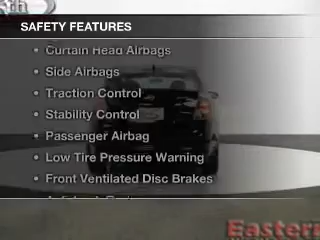 SAFETY FEATURES
• Curtain Head Airbags
• Side Airbags
• Traction Control
• Stability Control
• Passenger Airbag
• Low Tire Pressure Warning
• Front Ventilated Disc Brakes
Eastern